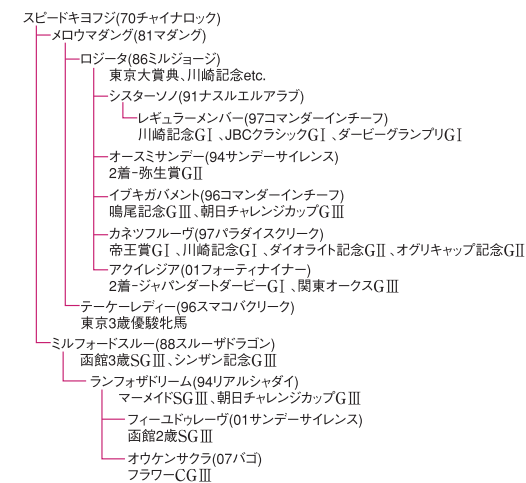 スピードキヨフジ(70チャイナロック)
メロウマダング(81マダング)
ロジータ(86ミルジョージ)
東京大賞典、川崎記念etc.
シスターソノ(91ナスルエルアラブ)
レギュラーメンバー(97コマンダーインチーフ)
川崎記念GⅠ、JBCクラシックGⅠ、ダービーグランプリGⅠ
オースミサンデー(94サンデーサイレンス)
2着-弥生賞GⅡ
イブキガバメント(96コマンダーインチーフ)
鳴尾記念GⅢ、朝日チャレンジカップGⅢ
カネツフルーヴ(97パラダイスクリーク)
帝王賞GⅠ、川崎記念GⅠ、ダイオライト記念GⅡ、オグリキャップ記念GⅡ
アクイレジア(01フォーティナイナー)
2着-ジャパンダートダービーGⅠ、関東オークスGⅢ
テーケーレディー(96スマコバクリーク)
東京3歳優駿牝馬
ミルフォードスルー(88スルーザドラゴン)
函館3歳SGⅢ、シンザン記念GⅢ
ランフォザドリーム(94リアルシャダイ)
マーメイドSGⅢ、朝日チャレンジカップGⅢ
フィーユドゥレーヴ(01サンデーサイレンス)
函館2歳SGⅢ
オウケンサクラ(07バゴ)
フラワーCGⅢ